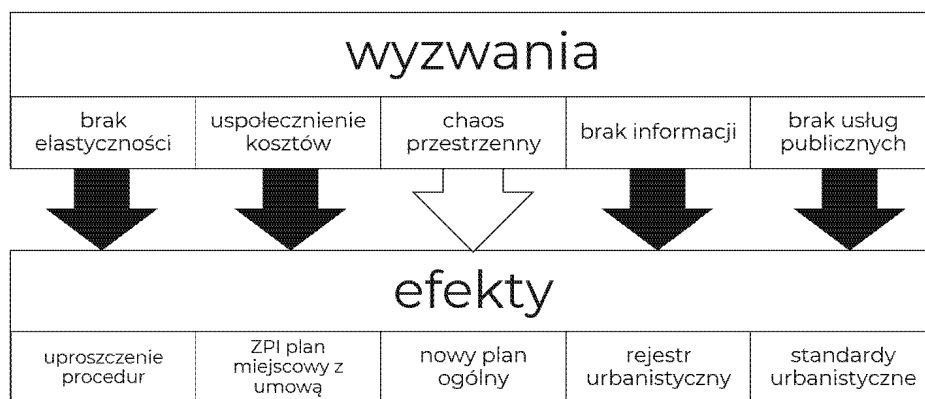 wyzwania
brak
elastyczności
uspołecznienie
kosztów
chaos
przestrzenny
brak informacji
brak usług
publicznych
efekty
uproszczenie
procedur
ZPI plan
miejscowy z
umową
nowy plan
ogólny
rejestr
urbanistyczny
standardy
urbanistyczne